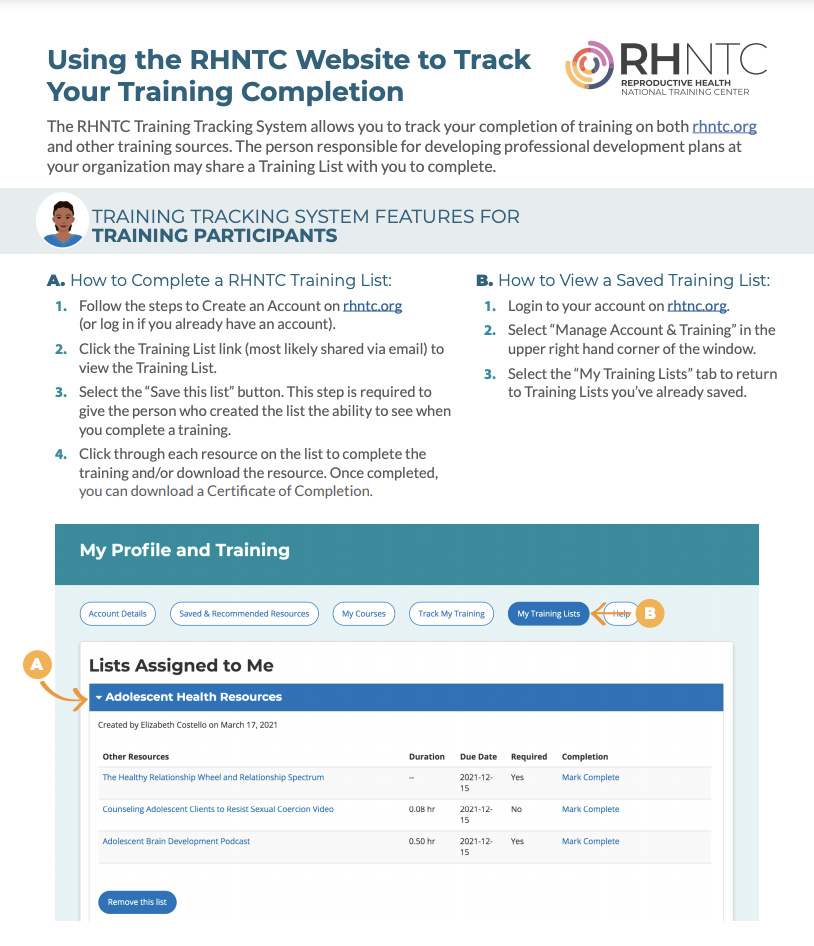 Using the RHNTC Website to Track
Your Training Completion
RHNTC
REPRODUCTIVE HEALTH
NATIONAL TRAINING CENTER
The RHNTC Training Tracking System allows you to track your completion of training on both rhntc.org
and other training sources. The person responsible for developing professional development plans at
your organization may share a Training List with you to complete.
TRAINING TRACKING SYSTEM FEATURES FOR
TRAINING PARTICIPANTS
A. How to Complete a RHNTC Training List:
1. Follow the steps to Create an Account on rhntc.org
(or log in if you already have an account).
2. Click the Training List link (most likely shared via email) to
view the Training List.
3. Select the “Save this list” button. This step is required to
give the person who created the list the ability to see when
you complete a training.
4. Click through each resource on the list to complete the
training and/or download the resource. Once completed,
you can download a Certificate of Completion.
B. How to View a Saved Training List:
1. Login to your account on rhtnc.org.
2. Select “Manage Account & Training” in the
upper right hand corner of the window.
3. Select the “My Training Lists” tab to return
to Training Lists you’ve already saved.
My Profile and Training
Account Details Saved & Recommended Resources My Courses Track My Training My Training Lists Help B
A
Lists Assigned to Me
Adolescent Health Resources
Created by Elizabeth Costello on March 17, 2021
Other Resources Duration Due Date Required Completion
The Healthy Relationship Wheel and Relationship Spectrum -- 2021-12-15 Yes Mark Complete
Counseling Adolescent Clients to Resist Sexual Coercion Video 0.08 hr 2021-12-15 No Mark Complete
Adolescent Brain Development Podcast 0.50 hr 2021-12-15 Yes Mark Complete
Remove this list